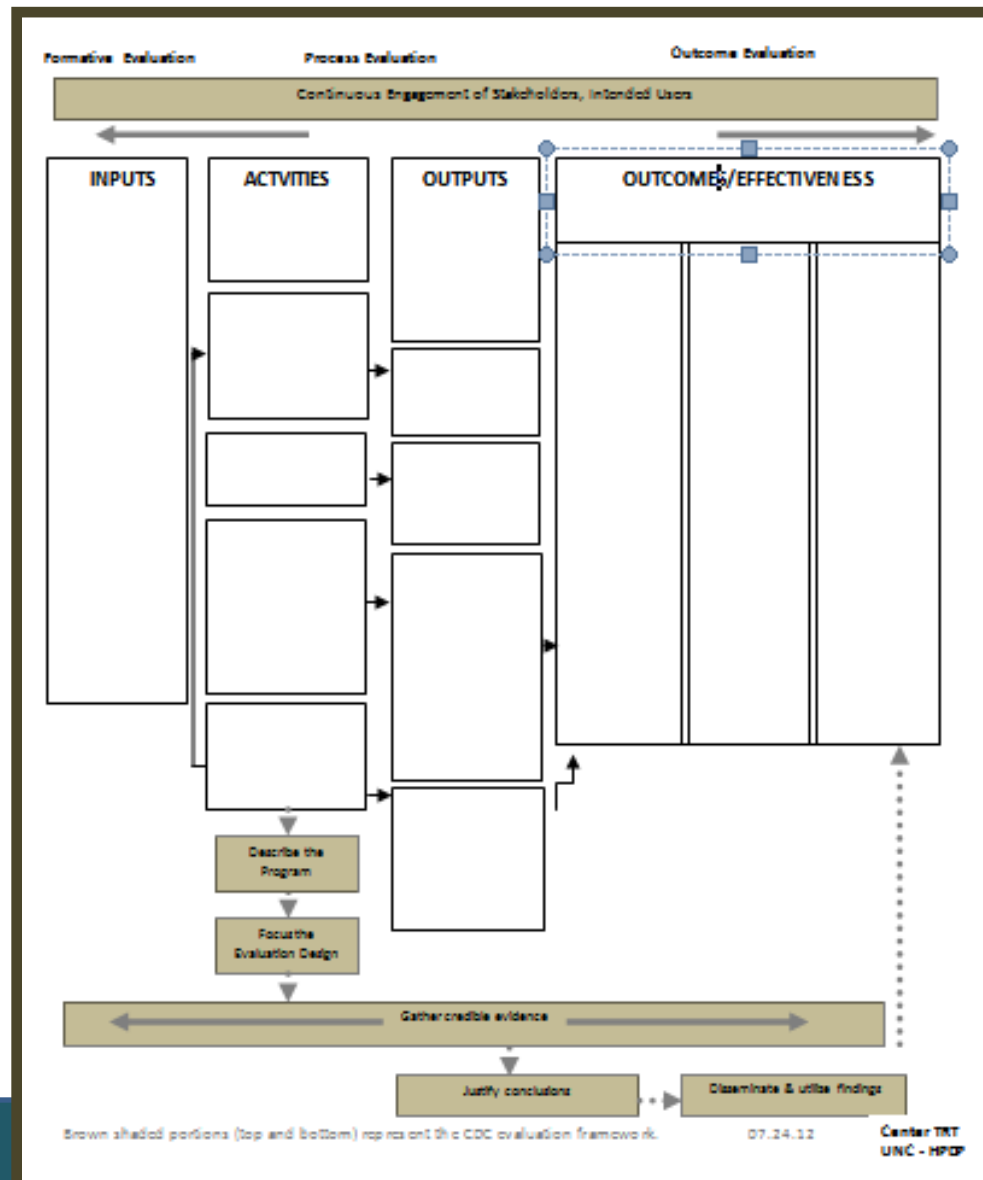 Formative Evaluation
Process Evaluation
Outcome Evaluation
Continuous Engagement of Stakeholders, Intended Users
INPUTS
ACTVITIES
OUTPUTS
OUTCOMES/EFFECTIVENESS
Describe the
Program
Focus the
Evaluation Design
Gather credible evidence
Justify conclusions
Disseminate & utilise findings
Brown shaded portions (top and bottom) represent the CDC evaluation framework.
07.24.12
Center TRT
UNC - HPDP